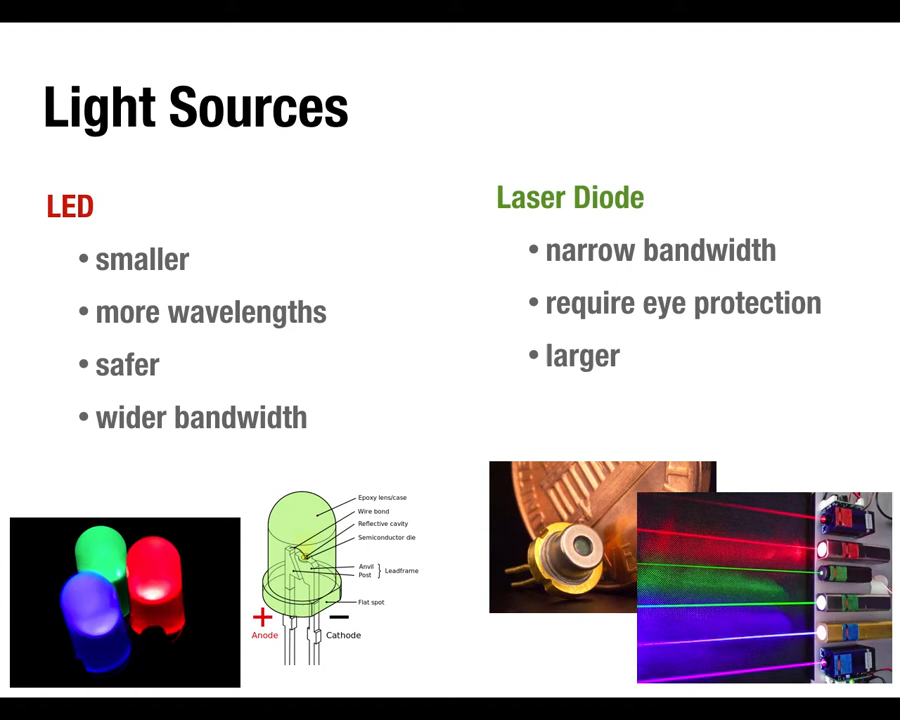 Light Sources
LED
• smaller
• more wavelengths
• safer
• wider bandwidth
Laser Diode
• narrow bandwidth
• require eye protection
• larger
Epoxy lens/case
Wire bond
Reflective cavity
Semiconductor die
Anvil
Post
Leadframe
Flat spot
+
Anode
−
Cathode